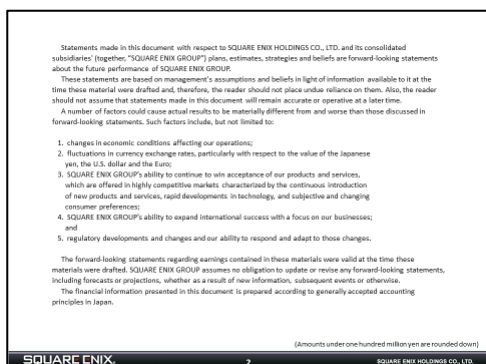 Statements made in this document with respect to SQUARE ENIX HOLDINGS CO., LTD. and its consolidated
subsidiaries' (together, "SQUARE ENIX GROUP") plans, estimates, strategies and beliefs are forward-looking statements
about the future performance of SQUARE ENIX GROUP.
These statements are based on management's assumptions and beliefs in light of information available to it at the
time these material were drafted and, therefore, the reader should not place undue reliance on them. Also, the reader
should not assume that statements made in this document will remain accurate or operative at a later time.
A number of factors could cause actual results to be materially different from and worse than those discussed in
forward-looking statements. Such factors include, but not limited to:
1. changes in economic conditions affecting our operations;
2. fluctuations in currency exchange rates, particularly with respect to the value of the Japanese
yen, the U.S. dollar and the Euro;
3. SQUARE ENIX GROUP's ability to continue to win acceptance of our products and services,
which are offered in highly competitive markets characterized by the continuous introduction
of new products and services, rapid developments in technology, and subjective and changing
consumer preferences;
4. SQUARE ENIX GROUP's ability to expand international success with a focus on our businesses;
and
5. regulatory developments and changes and our ability to respond and adapt to those changes.
The forward-looking statements regarding earnings contained in these materials were valid at the time these
materials were drafted. SQUARE ENIX GROUP assumes no obligation to update or revise any forward-looking statements,
including forecasts or projections, whether as a result of new information, subsequent events or otherwise.
The financial information presented in this document is prepared according to generally accepted accounting
principles in Japan.
(Amounts under one hundred million yen are rounded down)
SQUARE ENIX. 2 SQUARE ENIX HOLDINGS CO., LTD.